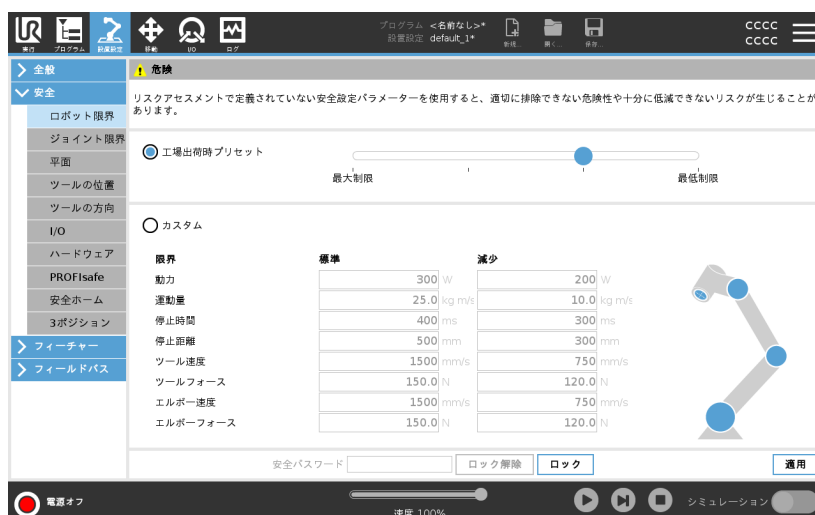 UR
実行 プログラム 設置設定 移動 I/O ログ
プログラム <名前なし>*
設置設定 default_1*
新規... 開く... 保存...
CCCC
CCCC
全般
安全
ロボット限界
ジョイント限界
平面
ツールの位置
ツールの方向
I/O
ハードウェア
PROFIsafe
安全ホーム
3ポジション
フィーチャー
フィールドバス
危険
リスクアセスメントで定義されていない安全設定パラメーターを使用すると、適切に排除できない危険性や十分に低減できないリスクが生じることが
あります。
工場出荷時プリセット
最大制限 最低制限
カスタム
限界 標準 減少
動力 300 W 200 W
運動量 25.0 kg m/s 10.0 kg m/s
停止時間 400 ms 300 ms
停止距離 500 mm 300 mm
ツール速度 1500 mm/s 750 mm/s
ツールフォース 150.0 N 120.0 N
エルボー速度 1500 mm/s 750 mm/s
エルボーフォース 150.0 N 120.0 N
安全パスワード ロック解除 ロック 適用
電源オフ 速度 100% シミュレーション